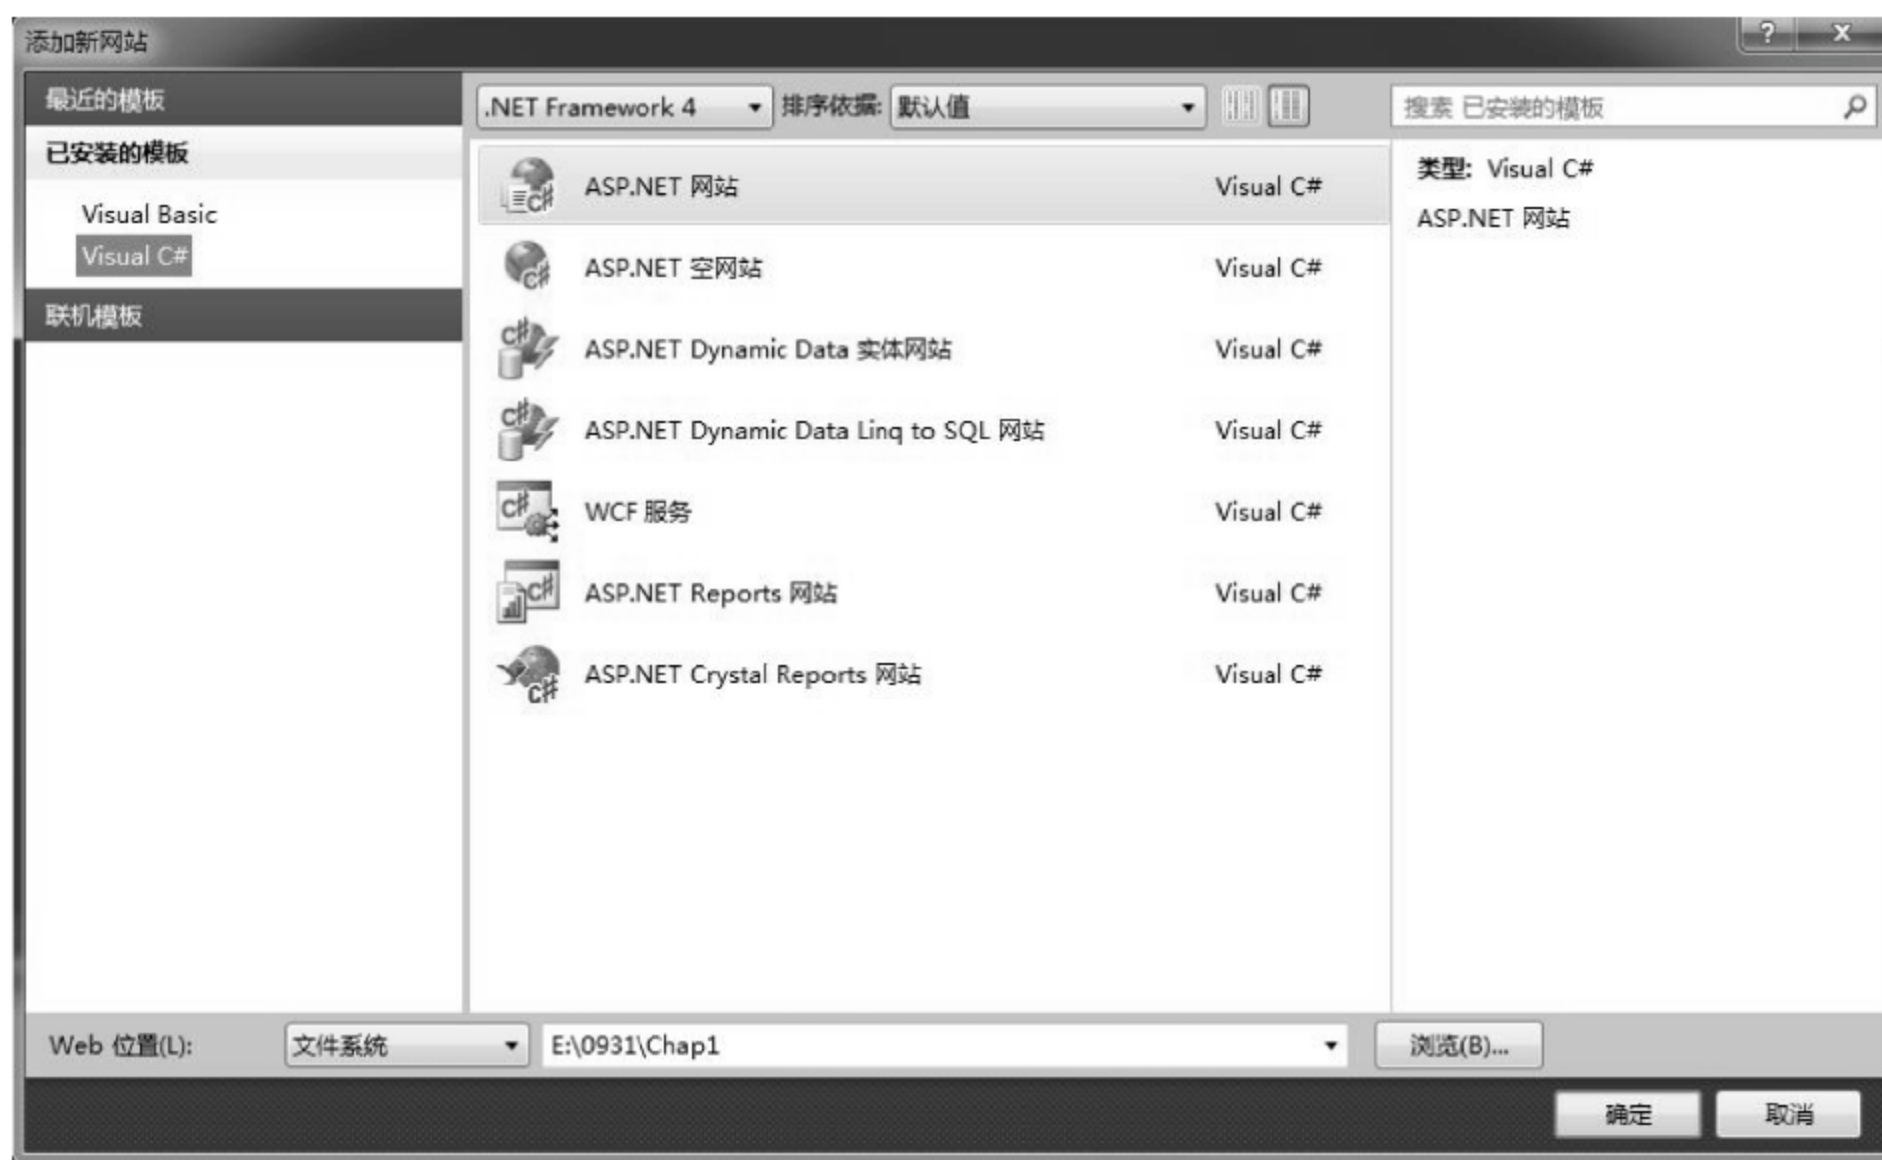 添加新网站
最近的模板
已安装的模板
Visual Basic
Visual C#
联机模板
.NET Framework 4 排序依据: 默认值
搜索 已安装的模板
ASP.NET 网站 Visual C#
ASP.NET 空网站 Visual C#
ASP.NET Dynamic Data 实体网站 Visual C#
ASP.NET Dynamic Data Linq to SQL 网站 Visual C#
WCF 服务 Visual C#
ASP.NET Reports 网站 Visual C#
ASP.NET Crystal Reports 网站 Visual C#
类型: Visual C#
ASP.NET 网站
Web 位置(L): 文件系统 E:\0931\Chap1 浏览(B)...
确定 取消